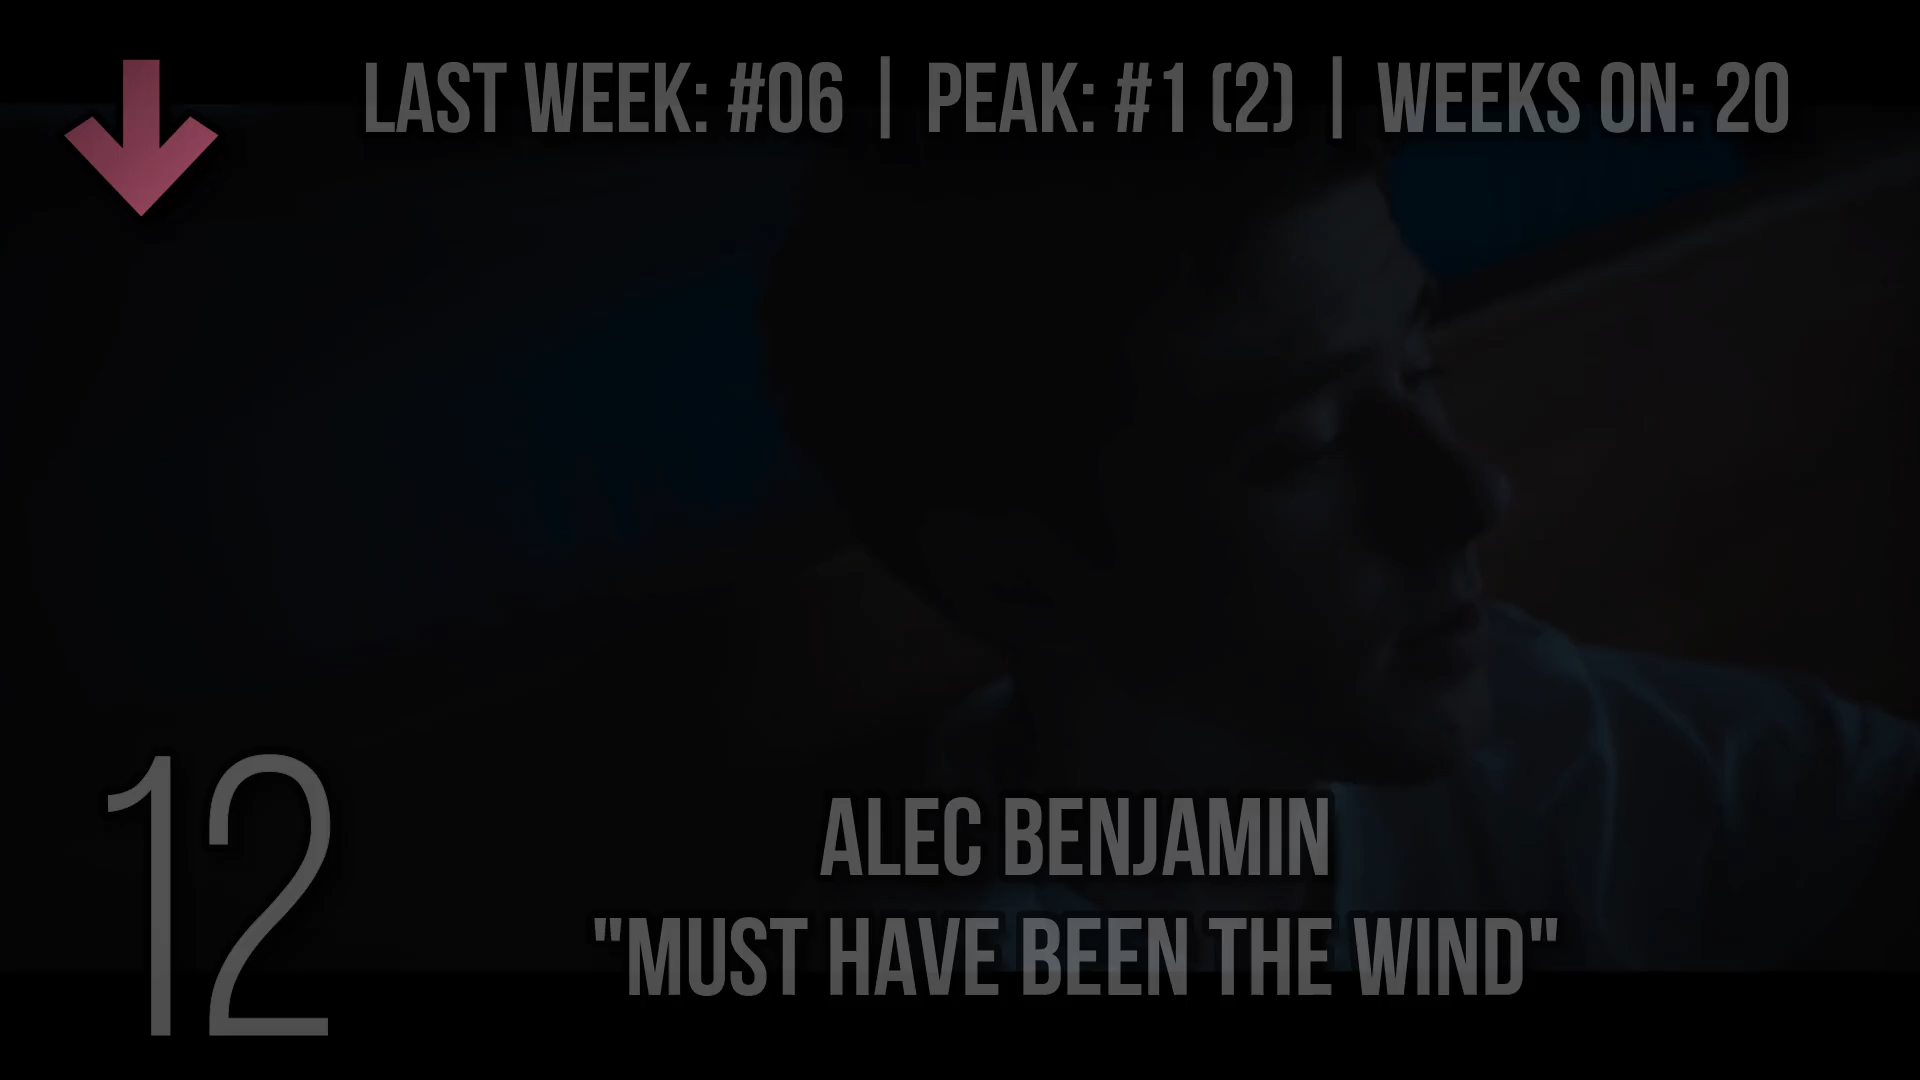 LAST WEEK: #06 | PEAK: #1 (2) | WEEKS ON: 20
12
ALEC BENJAMIN
"MUST HAVE BEEN THE WIND"